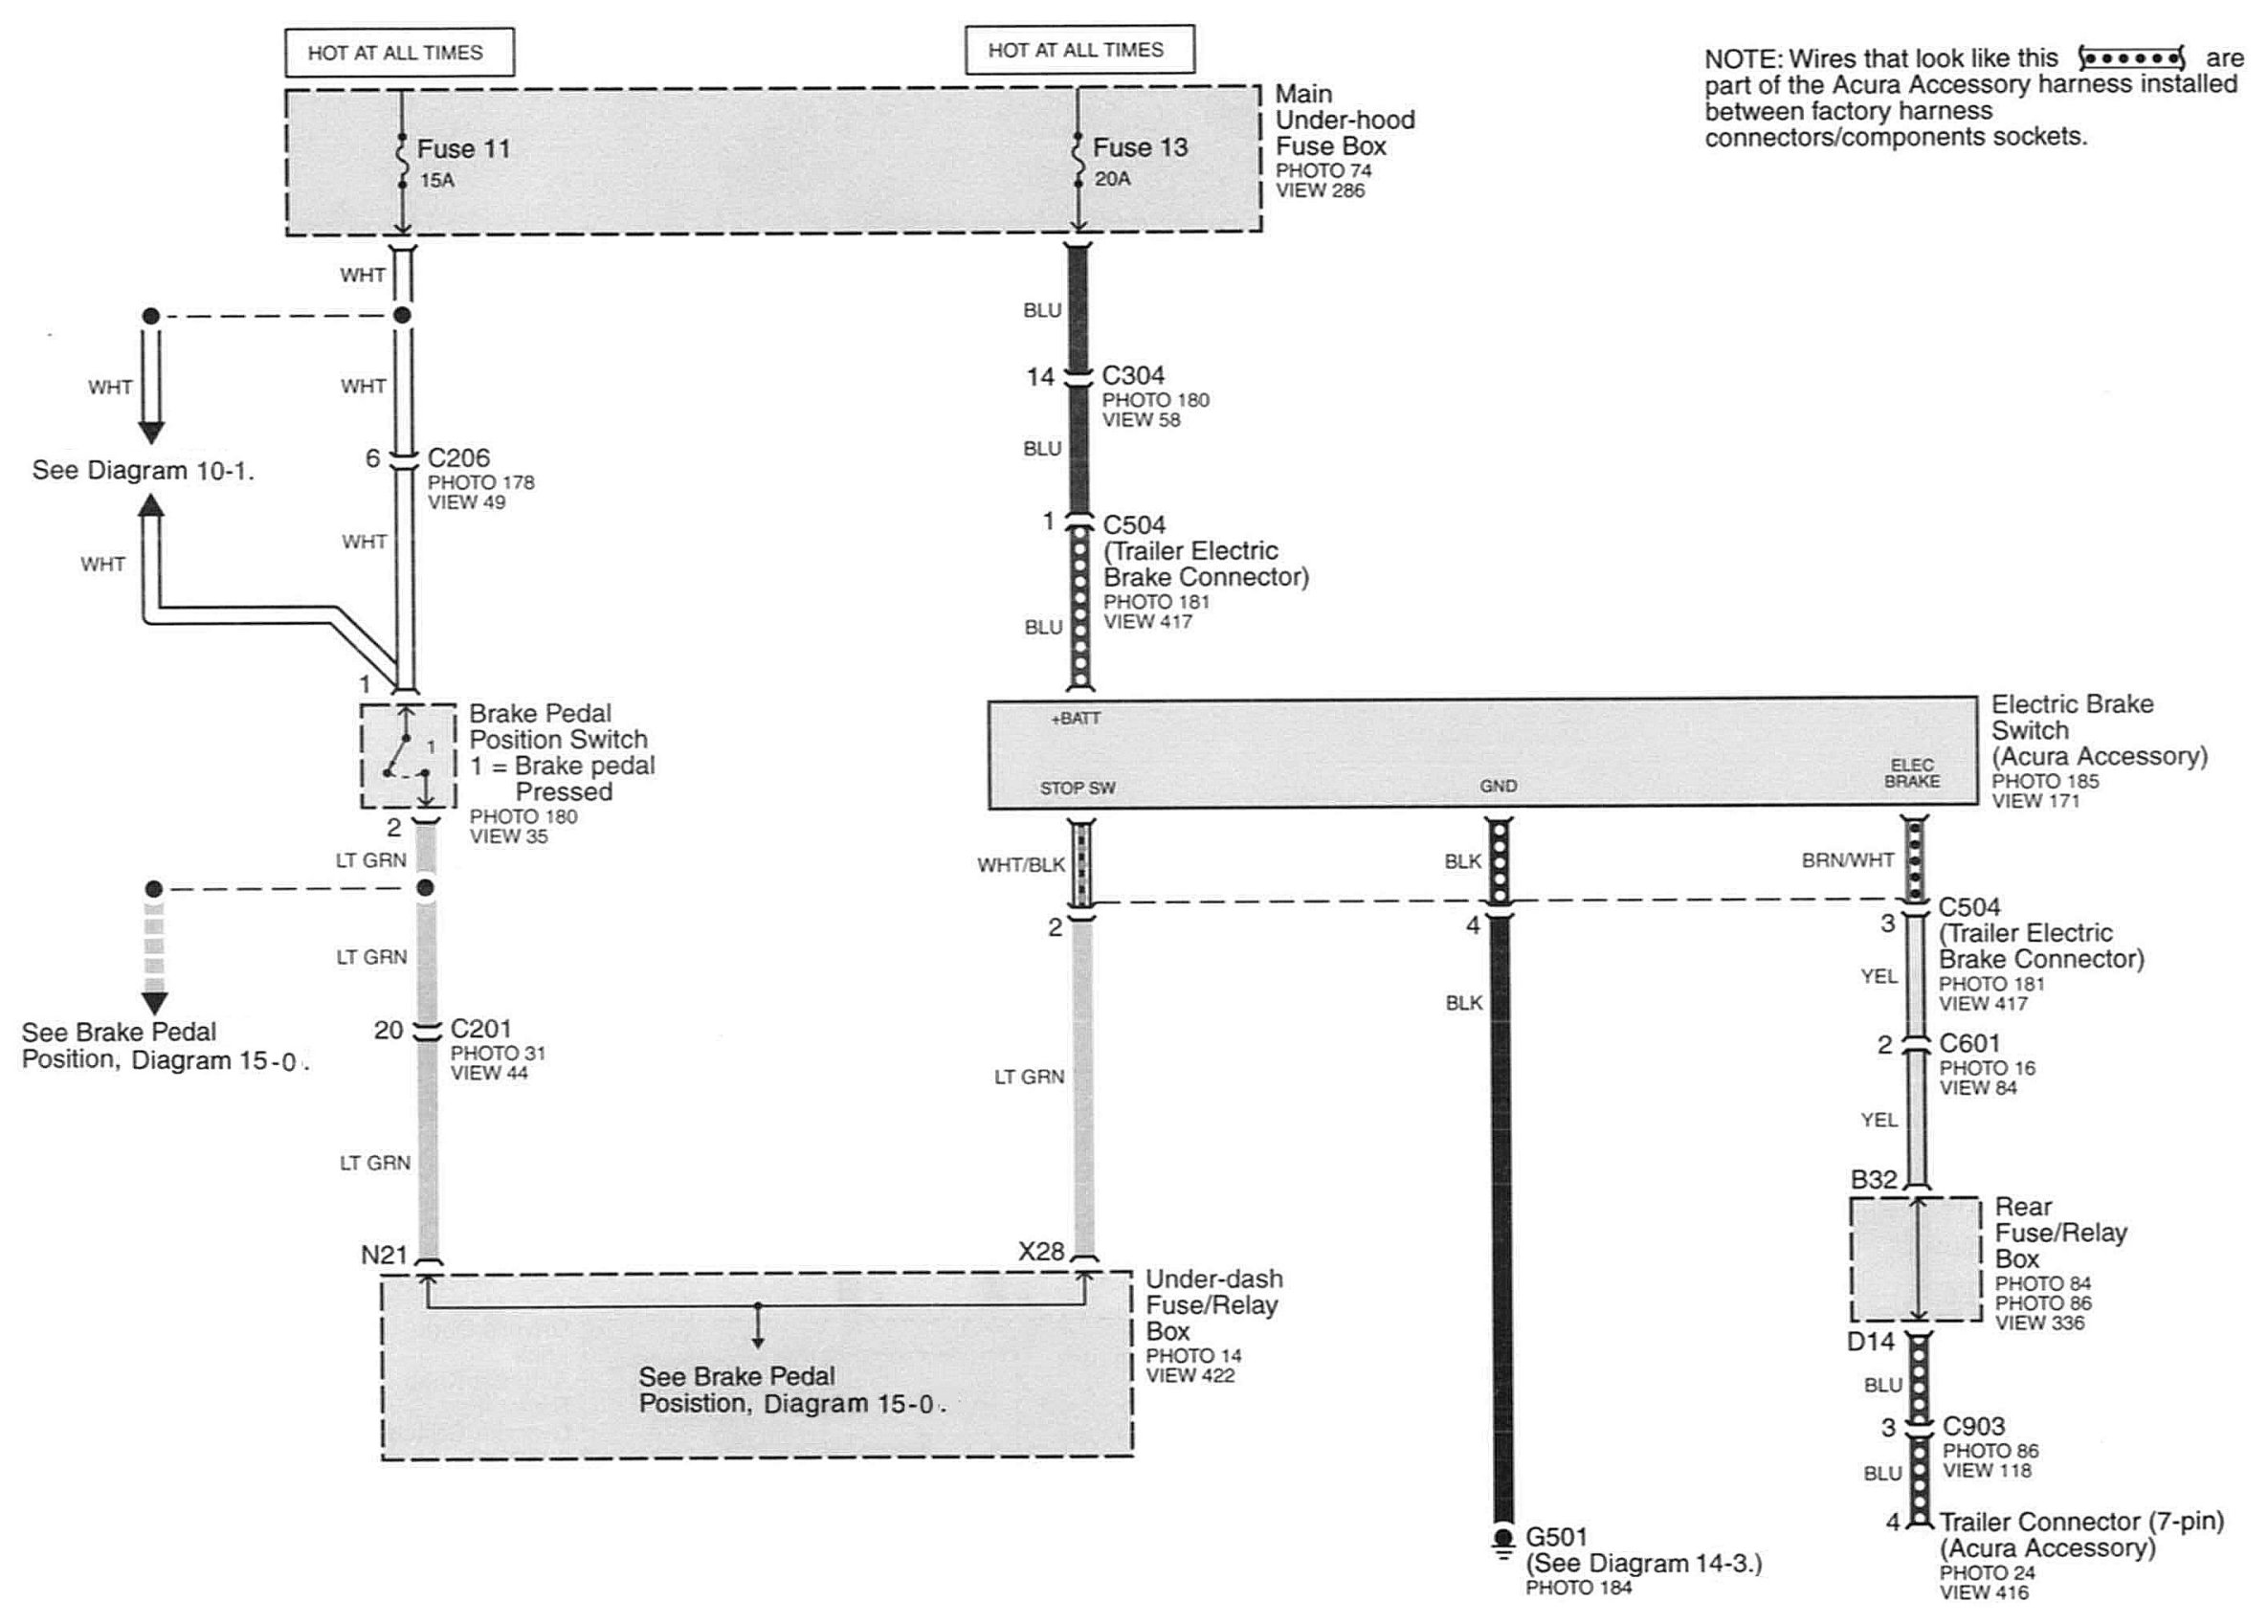 HOT AT ALL TIMES
HOT AT ALL TIMES
NOTE: Wires that look like this are
part of the Acura Accessory harness installed
between factory harness
connectors/components sockets.
Main
Under-hood
Fuse Box
PHOTO 74
VIEW 286
Fuse 11
15A
Fuse 13
20A
WHT
BLU
WHT
WHT
14
C304
PHOTO 180
VIEW 58
See Diagram 10-1.
6
C206
PHOTO 178
VIEW 49
BLU
1
C504
(Trailer Electric
Brake Connector)
PHOTO 181
VIEW 417
WHT
WHT
BLU
1
Brake Pedal
Position Switch
1 = Brake pedal
Pressed
PHOTO 180
VIEW 35
1
+BATT
STOP SW
GND
ELEC
BRAKE
Electric Brake
Switch
(Acura Accessory)
PHOTO 185
VIEW 171
2
LT GRN
WHT/BLK
BLK
BRN/WHT
2
4
3
C504
(Trailer Electric
Brake Connector)
PHOTO 181
VIEW 417
LT GRN
YEL
BLK
See Brake Pedal
Position, Diagram 15-0.
20
C201
PHOTO 31
VIEW 44
LT GRN
2
C601
PHOTO 16
VIEW 84
YEL
LT GRN
B32
Rear
Fuse/Relay
Box
PHOTO 84
PHOTO 86
VIEW 336
N21
X28
Under-dash
Fuse/Relay
Box
PHOTO 14
VIEW 422
See Brake Pedal
Posistion, Diagram 15-0.
D14
BLU
3
C903
PHOTO 86
VIEW 118
BLU
4
Trailer Connector (7-pin)
(Acura Accessory)
PHOTO 24
VIEW 416
G501
(See Diagram 14-3.)
PHOTO 184